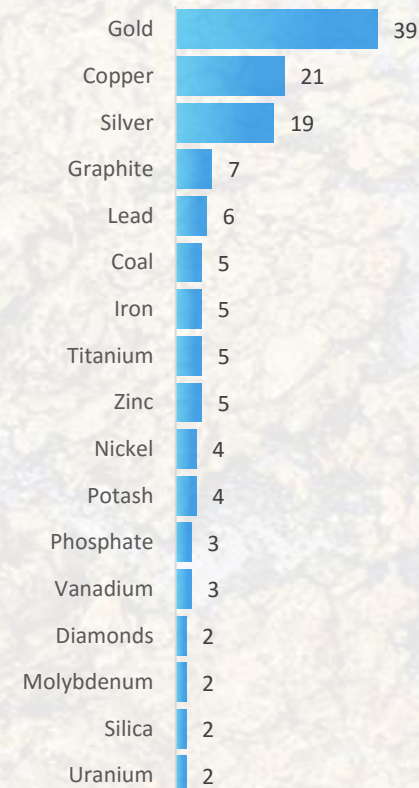 Gold 39
Copper 21
Silver 19
Graphite 7
Lead 6
Coal 5
Iron 5
Titanium 5
Zinc 5
Nickel 4
Potash 4
Phosphate 3
Vanadium 3
Diamonds 2
Molybdenum 2
Silica 2
Uranium 2